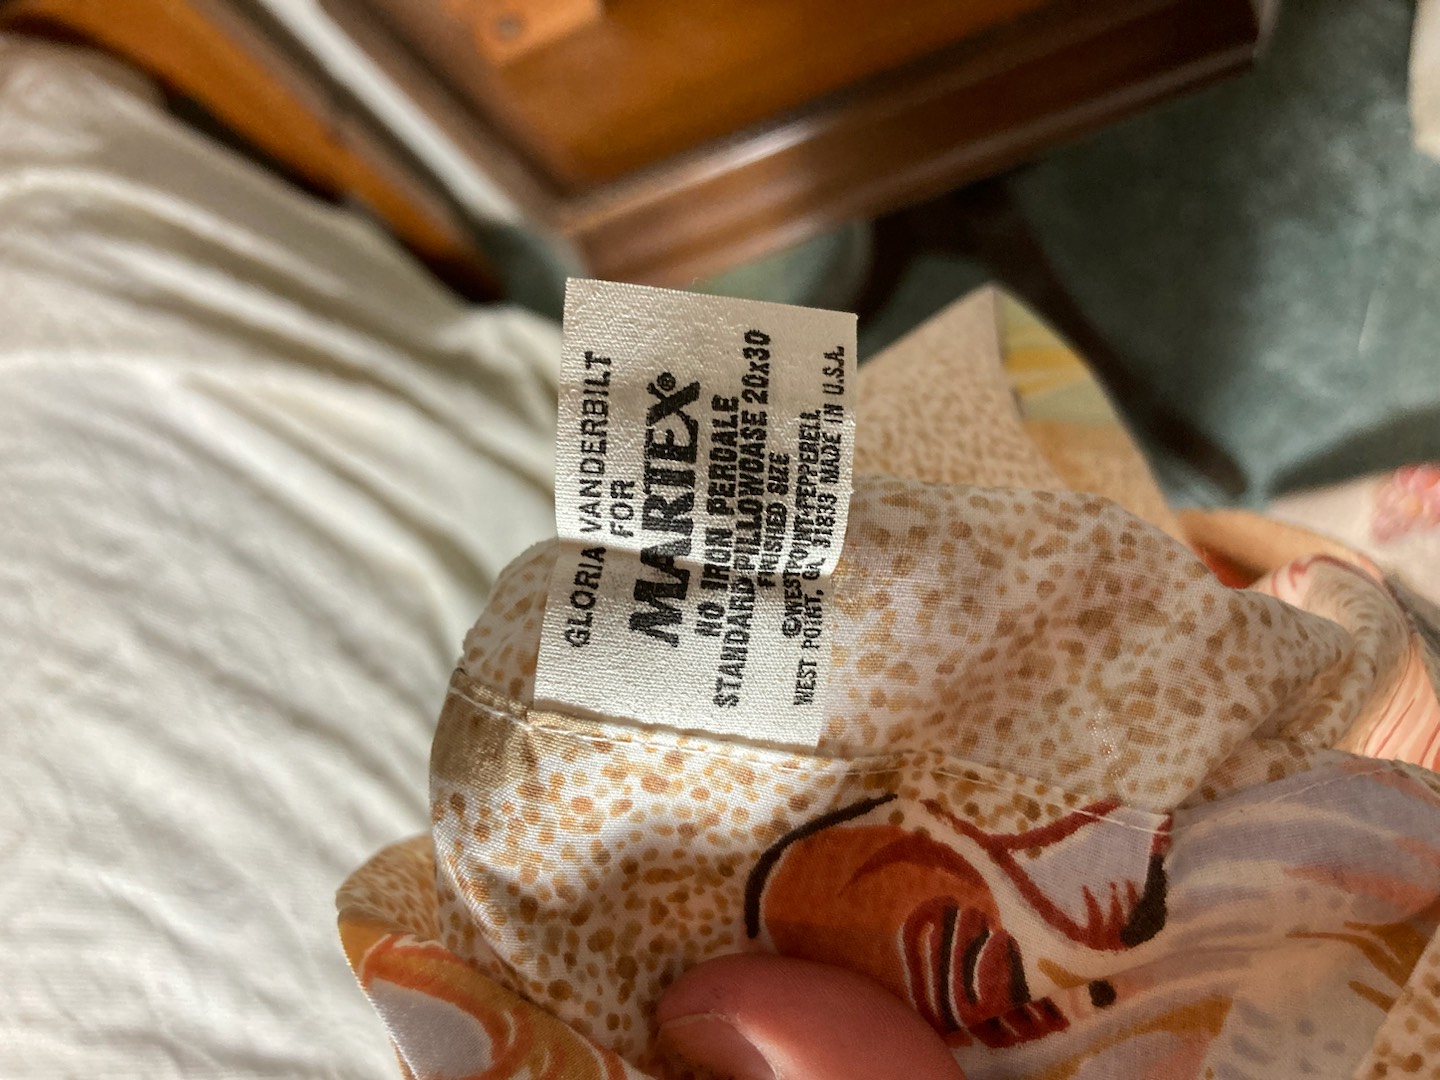 GLORIA VANDERBILT
FOR
MARTEX®
NO IRON PERCALE
STANDARD PILLOWCASE 20x30
FINISHED SIZE
©WESTPOINT-PEPPERELL
WEST POINT, GA. 31833 MADE IN U.S.A.